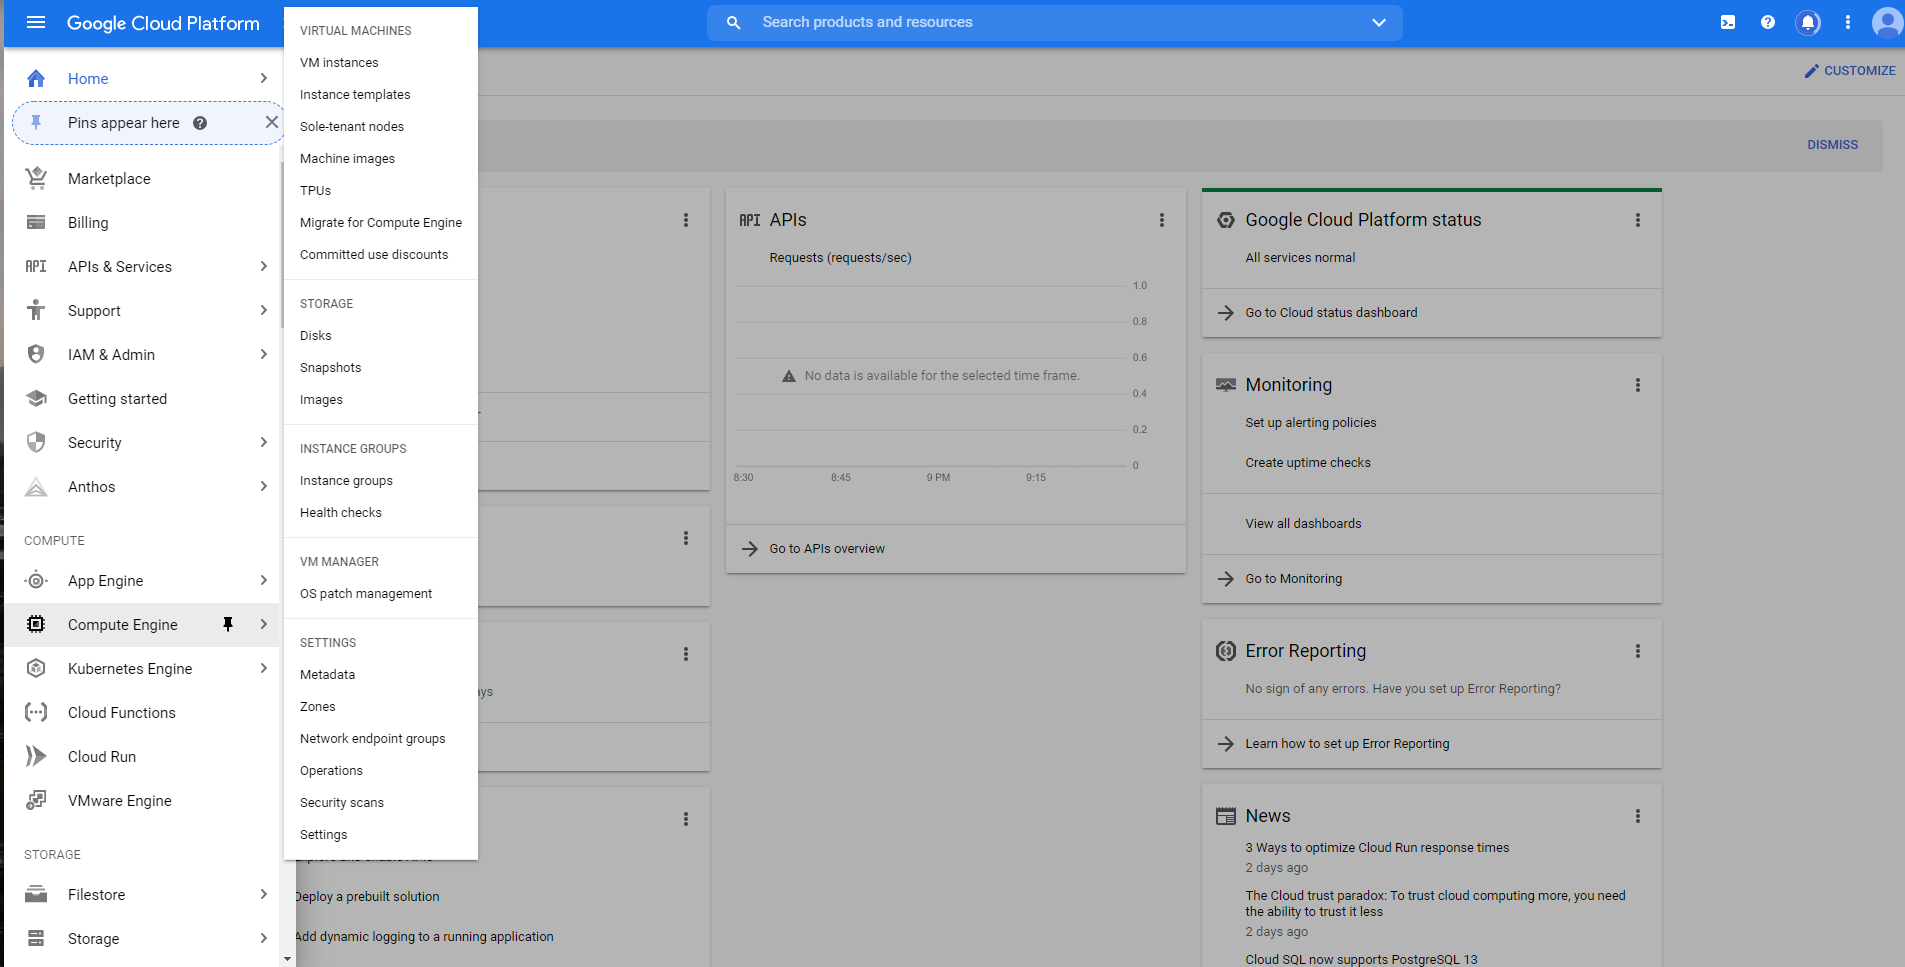 Google Cloud Platform
Search products and resources
CUSTOMIZE
DISMISS
Home
Pins appear here
Marketplace
Billing
API APIs & Services
Support
IAM & Admin
Getting started
Security
Anthos
COMPUTE
App Engine
Compute Engine
Kubernetes Engine
Cloud Functions
Cloud Run
VMware Engine
STORAGE
Filestore
Storage
VIRTUAL MACHINES
VM instances
Instance templates
Sole-tenant nodes
Machine images
TPUs
Migrate for Compute Engine
Committed use discounts
STORAGE
Disks
Snapshots
Images
INSTANCE GROUPS
Instance groups
Health checks
VM MANAGER
OS patch management
SETTINGS
Metadata
Zones
Network endpoint groups
Operations
Security scans
Settings
Deploy a prebuilt solution
Add dynamic logging to a running application
API APIs
Requests (requests/sec)
1.0
0.8
0.6
No data is available for the selected time frame.
0.4
0.2
0
8:30 8:45 9 PM 9:15
Go to APIs overview
Google Cloud Platform status
All services normal
Go to Cloud status dashboard
Monitoring
Set up alerting policies
Create uptime checks
View all dashboards
Go to Monitoring
Error Reporting
No sign of any errors. Have you set up Error Reporting?
Learn how to set up Error Reporting
News
3 Ways to optimize Cloud Run response times
2 days ago
The Cloud trust paradox: To trust cloud computing more, you need
the ability to trust it less
2 days ago
Cloud SQL now supports PostgreSQL 13